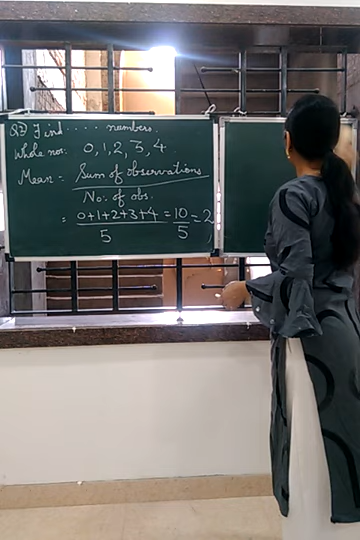 Q2) Find ..... numbers.
Whole nos: 0, 1, 2, 3, 4.
Mean = Sum of observations
No: of obs.
= 0+1+2+3+4 = 10 = 2
5 5